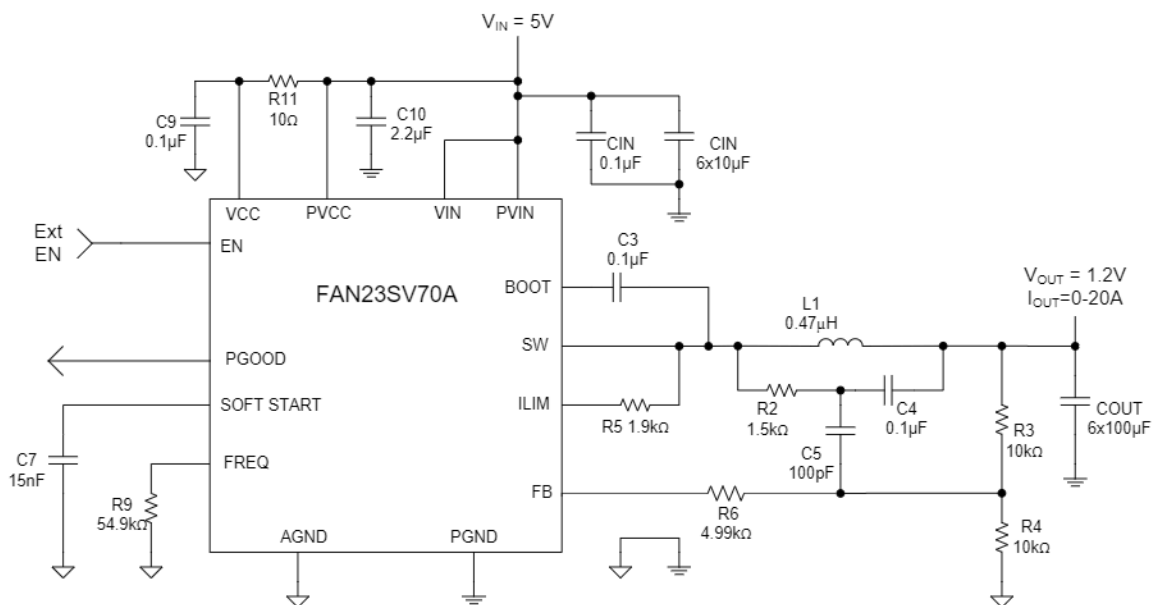 V_IN = 5V
R11
10Ω
C9
0.1µF
C10
2.2µF
CIN
0.1µF
CIN
6x10µF
VCC
PVCC
VIN
PVIN
Ext
EN
EN
FAN23SV70A
C3
0.1µF
BOOT
V_OUT = 1.2V
I_OUT=0-20A
L1
0.47µH
SW
PGOOD
SOFT START
ILIM
R5 1.9kΩ
R2
1.5kΩ
C4
0.1µF
COUT
6x100µF
R3
10kΩ
C7
15nF
FREQ
C5
100pF
R9
54.9kΩ
FB
R6
4.99kΩ
R4
10kΩ
AGND
PGND